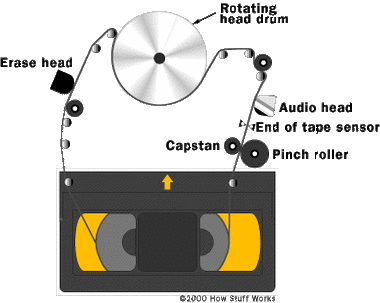 Rotating
head drum
Erase head
Audio head
End of tape sensor
Capstan
Pinch roller
©2000 How Stuff Works